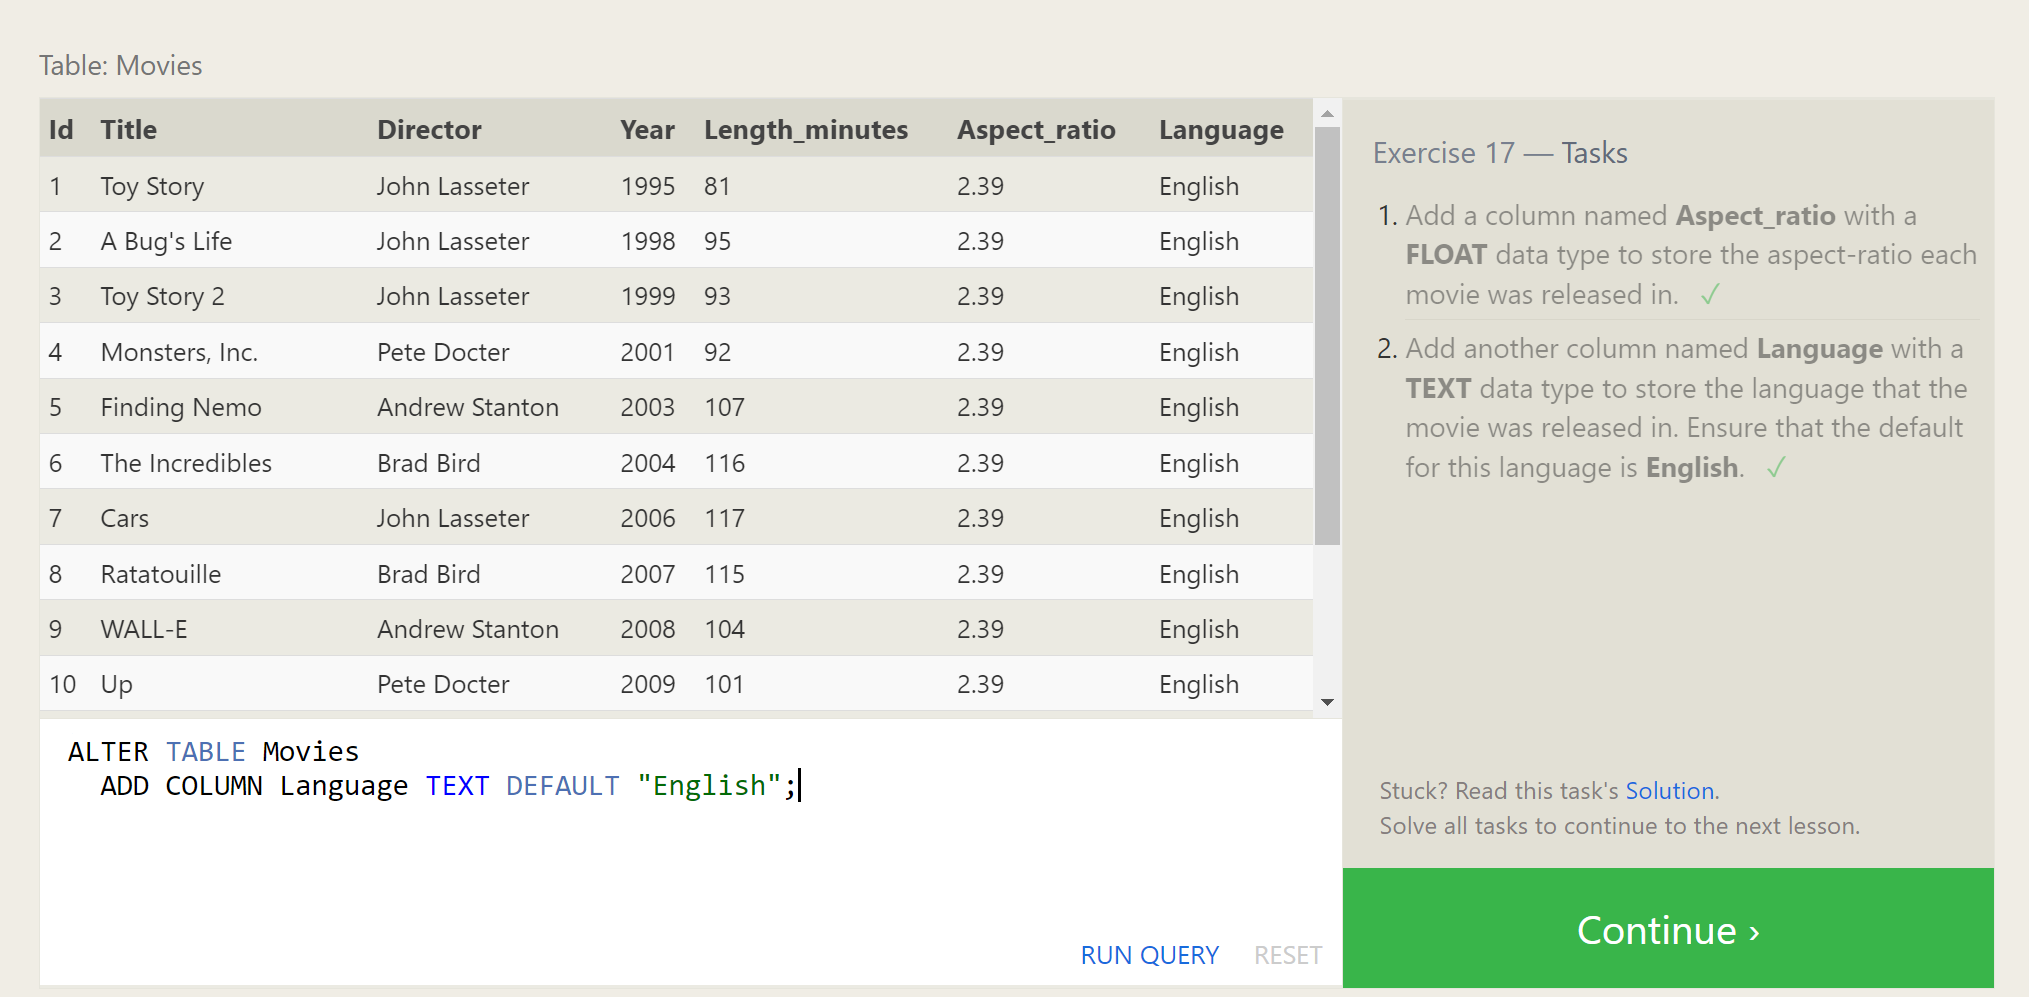 Table: Movies
Id Title Director Year Length_minutes Aspect_ratio Language
1 Toy Story John Lasseter 1995 81 2.39 English
2 A Bug's Life John Lasseter 1998 95 2.39 English
3 Toy Story 2 John Lasseter 1999 93 2.39 English
4 Monsters, Inc. Pete Docter 2001 92 2.39 English
5 Finding Nemo Andrew Stanton 2003 107 2.39 English
6 The Incredibles Brad Bird 2004 116 2.39 English
7 Cars John Lasseter 2006 117 2.39 English
8 Ratatouille Brad Bird 2007 115 2.39 English
9 WALL-E Andrew Stanton 2008 104 2.39 English
10 Up Pete Docter 2009 101 2.39 English
ALTER TABLE Movies
ADD COLUMN Language TEXT DEFAULT "English";
RUN QUERY RESET
Exercise 17 — Tasks
1. Add a column named Aspect_ratio with a
FLOAT data type to store the aspect-ratio each
movie was released in. ✓
2. Add another column named Language with a
TEXT data type to store the language that the
movie was released in. Ensure that the default
for this language is English. ✓
Stuck? Read this task's Solution.
Solve all tasks to continue to the next lesson.
Continue ›